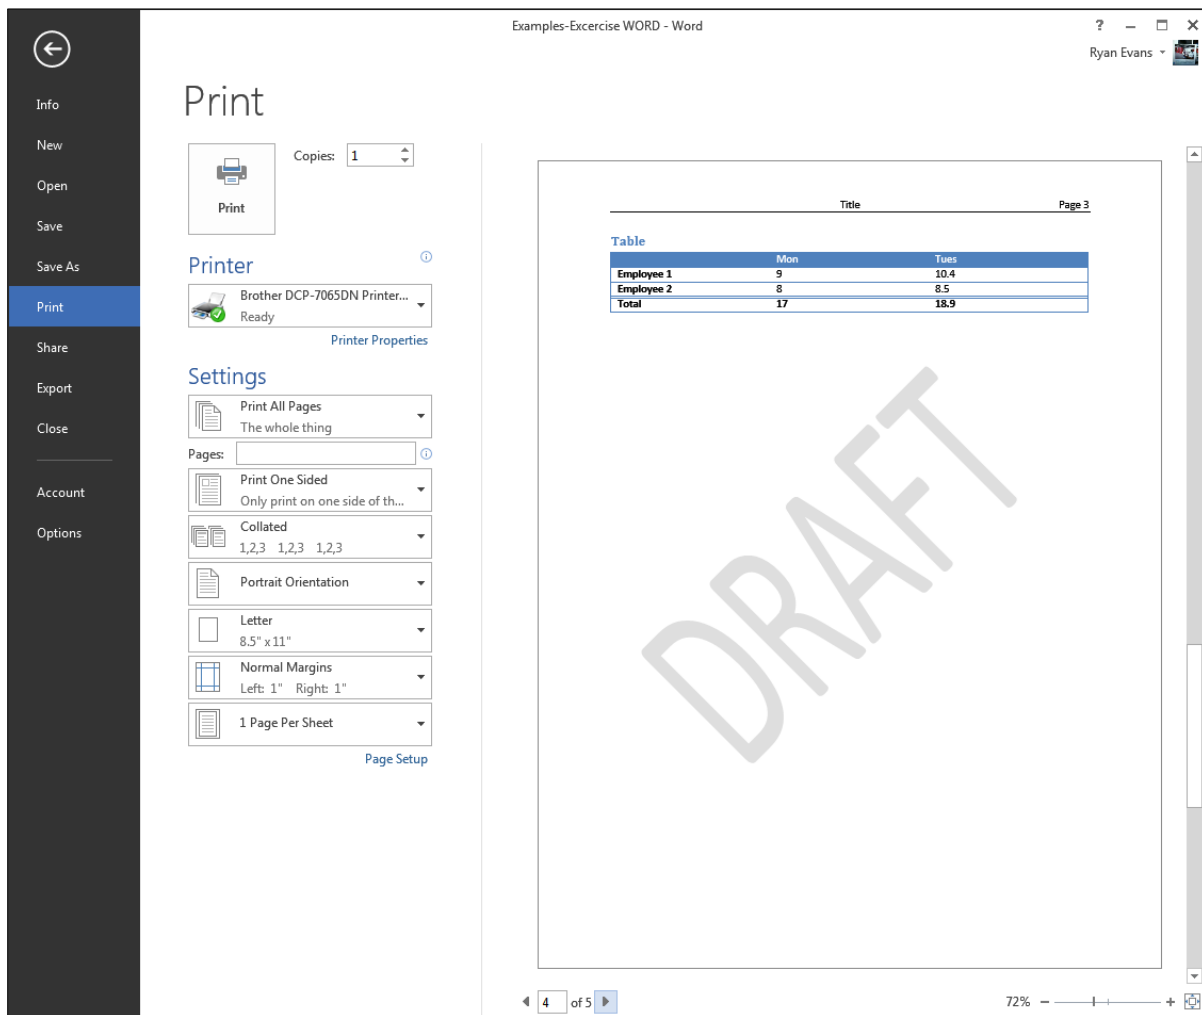 Examples-Excercise WORD - Word
?
Ryan Evans
Info
New
Open
Save
Save As
Print
Share
Export
Close
Account
Options
Print
Copies: 1
Print
Printer
Brother DCP-7065DN Printer...
Ready
Printer Properties
Settings
Print All Pages
The whole thing
Pages:
Print One Sided
Only print on one side of th...
Collated
1,2,3 1,2,3 1,2,3
Portrait Orientation
Letter
8.5" x 11"
Normal Margins
Left: 1" Right: 1"
1 Page Per Sheet
Page Setup
Title Page 3
Table
Mon Tues
Employee 1 9 10.4
Employee 2 8 8.5
Total 17 18.9
DRAFT
4 of 5
72%